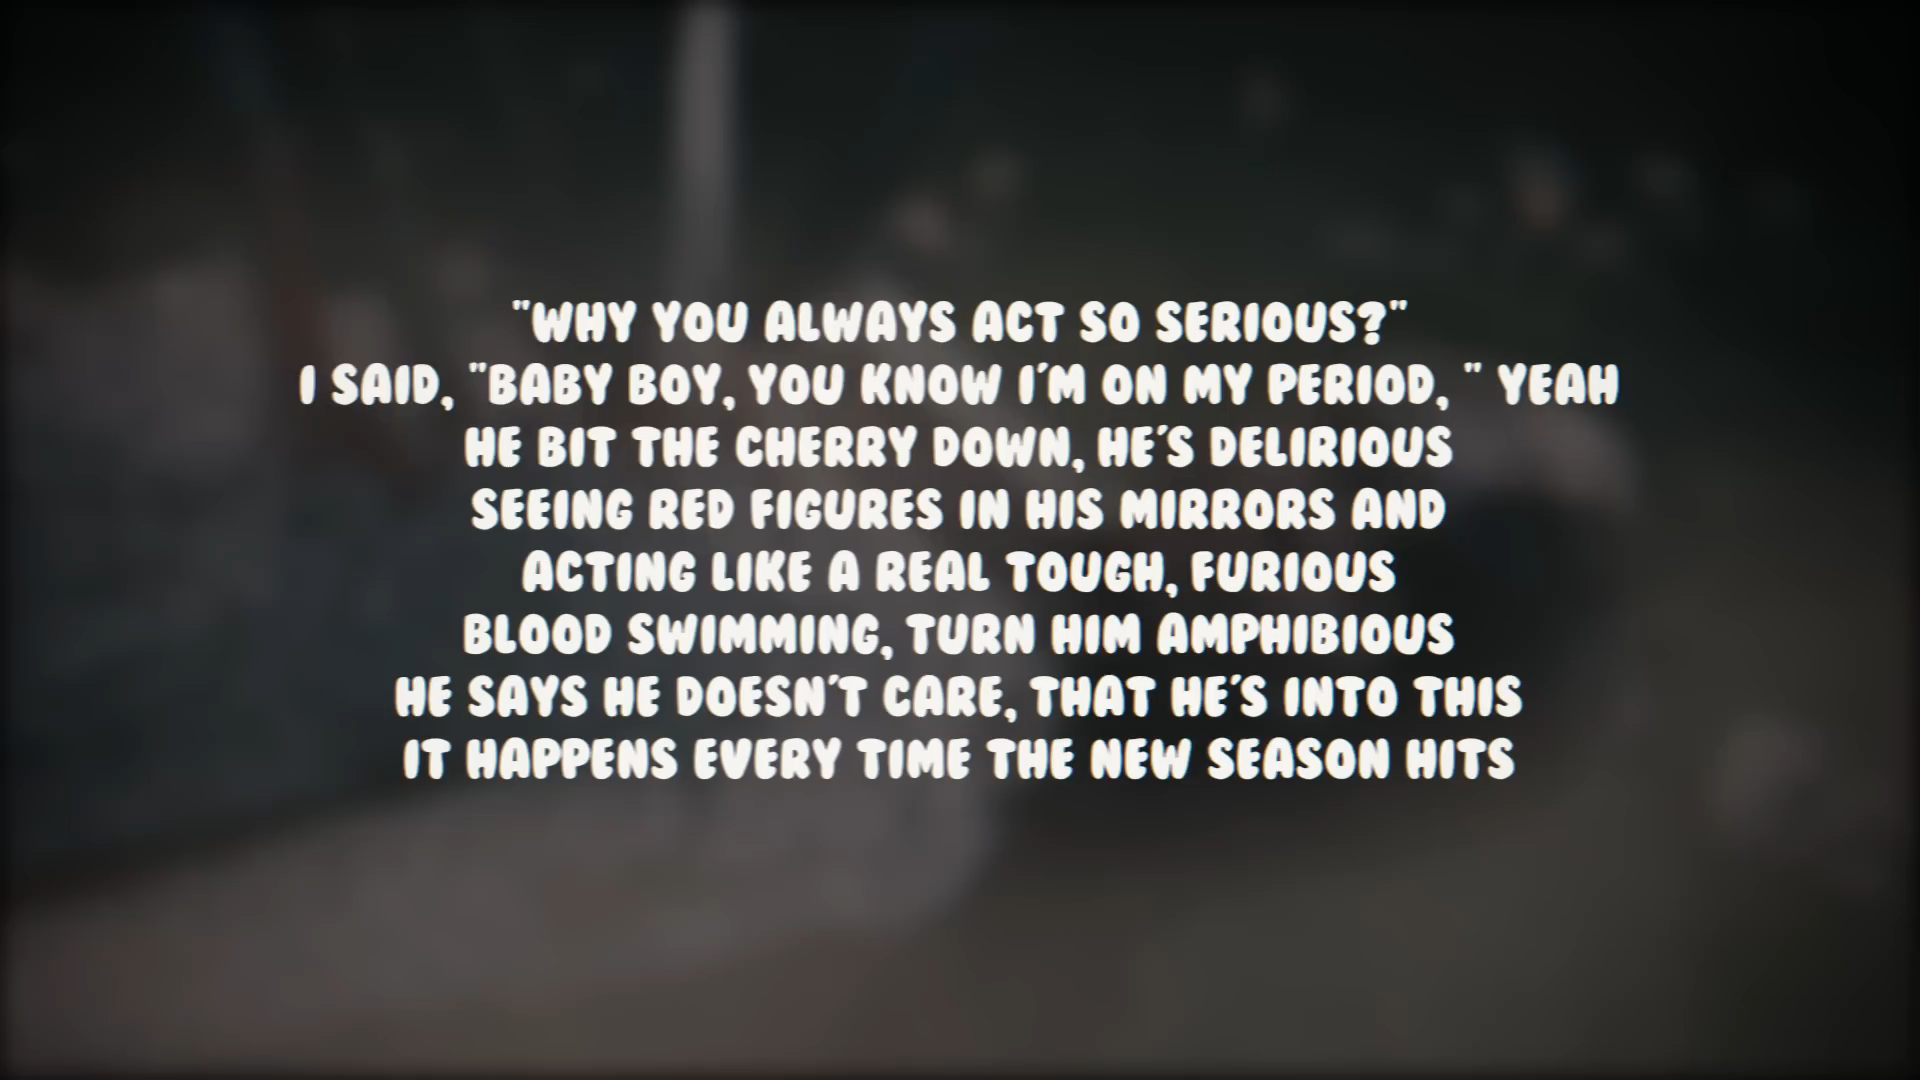 "WHY YOU ALWAYS ACT SO SERIOUS?"
I SAID, "BABY BOY, YOU KNOW I'M ON MY PERIOD, " YEAH
HE BIT THE CHERRY DOWN, HE'S DELIRIOUS
SEEING RED FIGURES IN HIS MIRRORS AND
ACTING LIKE A REAL TOUGH, FURIOUS
BLOOD SWIMMING, TURN HIM AMPHIBIOUS
HE SAYS HE DOESN'T CARE, THAT HE'S INTO THIS
IT HAPPENS EVERY TIME THE NEW SEASON HITS